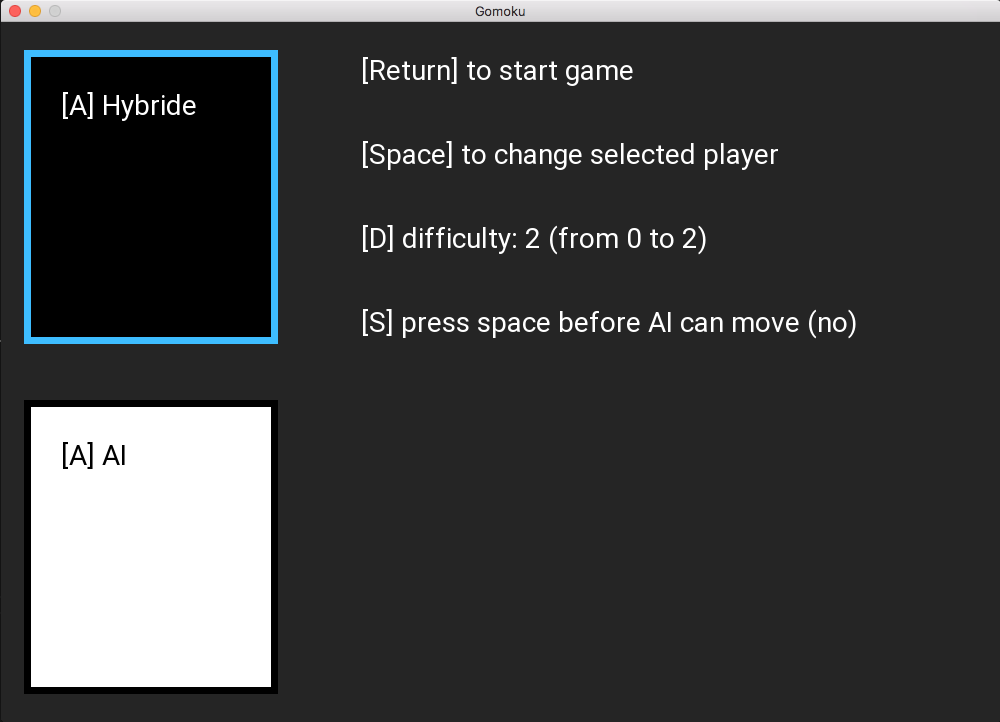 Gomoku
[A] Hybride
[Return] to start game
[Space] to change selected player
[D] difficulty: 2 (from 0 to 2)
[S] press space before AI can move (no)
[A] AI